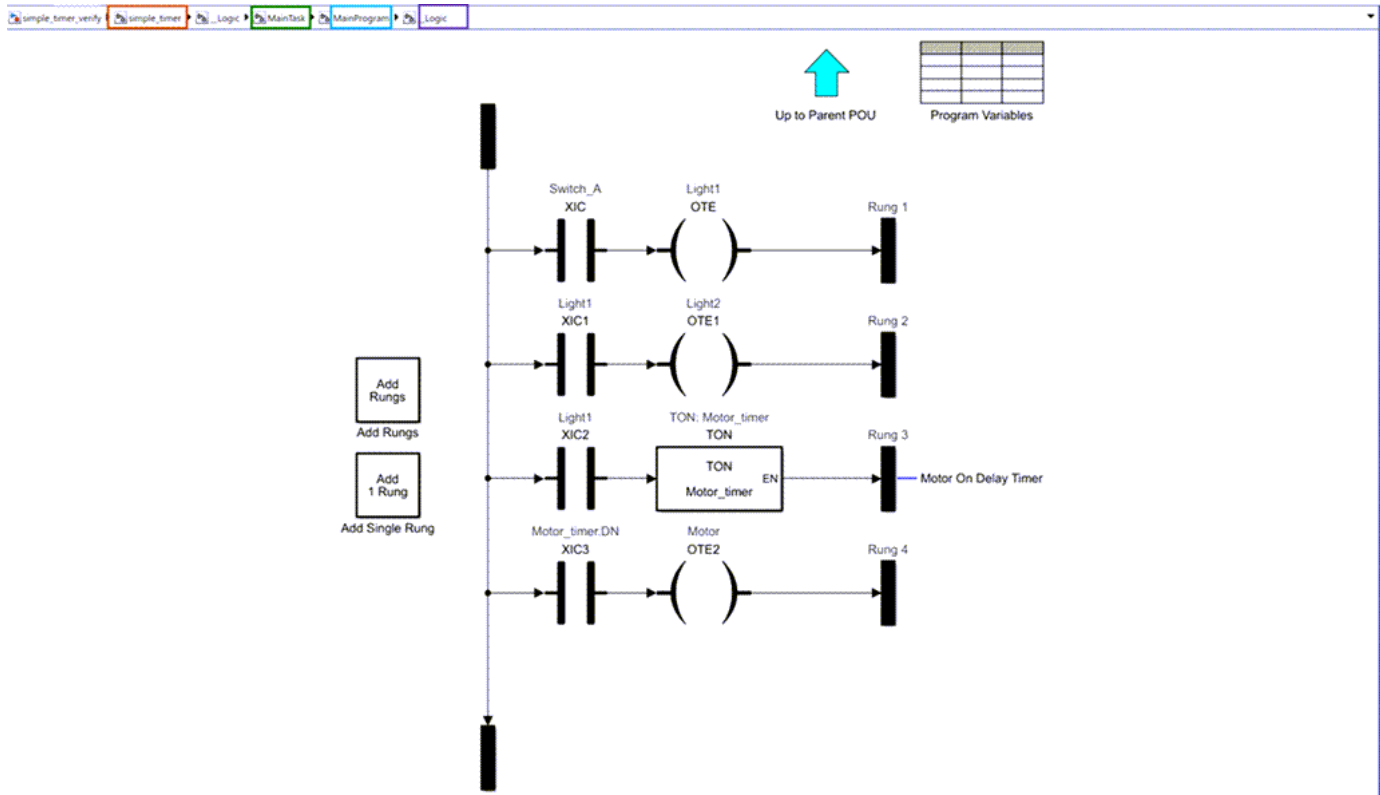 simple_timer_verify simple_timer _Logic MainTask MainProgram _Logic
Up to Parent POU
Program Variables
Switch_A
XIC
Light1
OTE
Rung 1
Light1
XIC1
Light2
OTE1
Rung 2
Add
Rungs
Add Rungs
Light1
XIC2
TON: Motor_timer
TON
TON
EN
Motor_timer
Rung 3
Motor On Delay Timer
Add
1 Rung
Add Single Rung
Motor_timer.DN
XIC3
Motor
OTE2
Rung 4